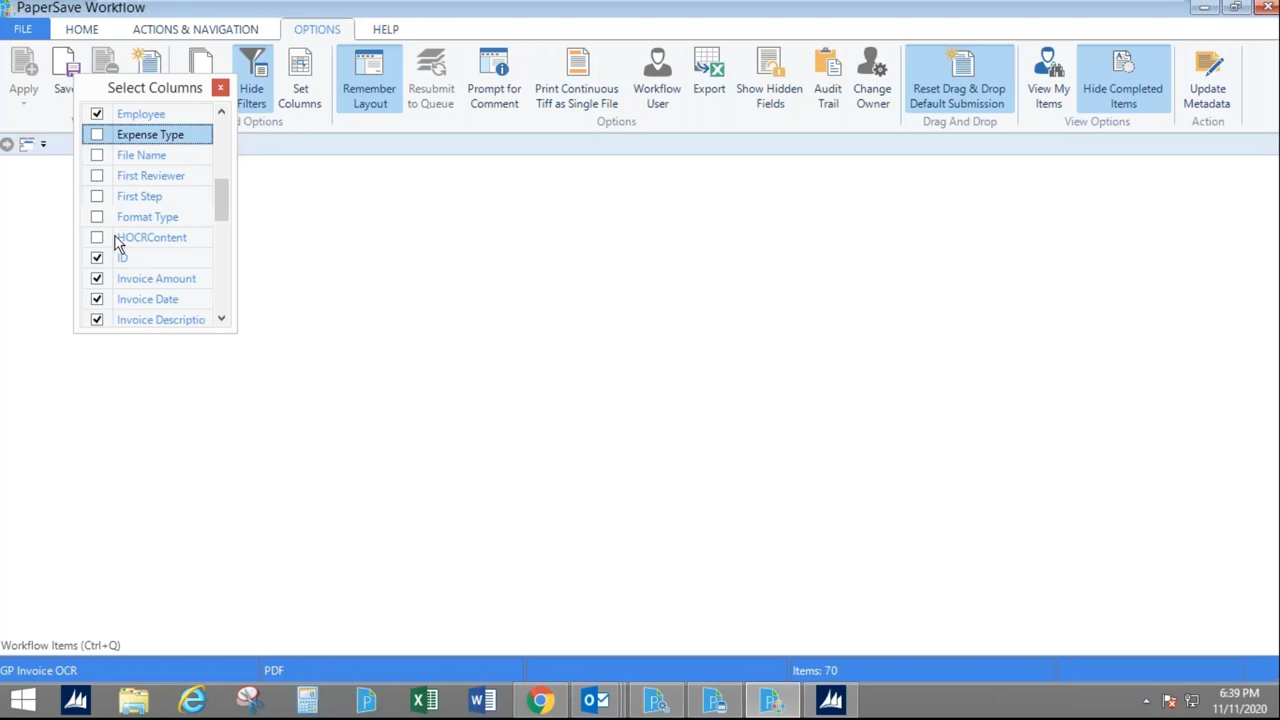 PaperSave Workflow
FILE
HOME
ACTIONS & NAVIGATION
OPTIONS
HELP
Apply
Save
Hide
Filters
Set
Columns
d Options
Remember
Layout
Resubmit
to Queue
Prompt for
Comment
Print Continuous
Tiff as Single File
Workflow
User
Export
Show Hidden
Fields
Audit
Trail
Change
Owner
Options
Reset Drag & Drop
Default Submission
Drag And Drop
View My
Items
Hide Completed
Items
View Options
Update
Metadata
Action
Select Columns
Employee
Expense Type
File Name
First Reviewer
First Step
Format Type
HOCRContent
ID
Invoice Amount
Invoice Date
Invoice Descriptio
Workflow Items (Ctrl+Q)
GP Invoice OCR
PDF
Items: 70
6:39 PM
11/11/2020